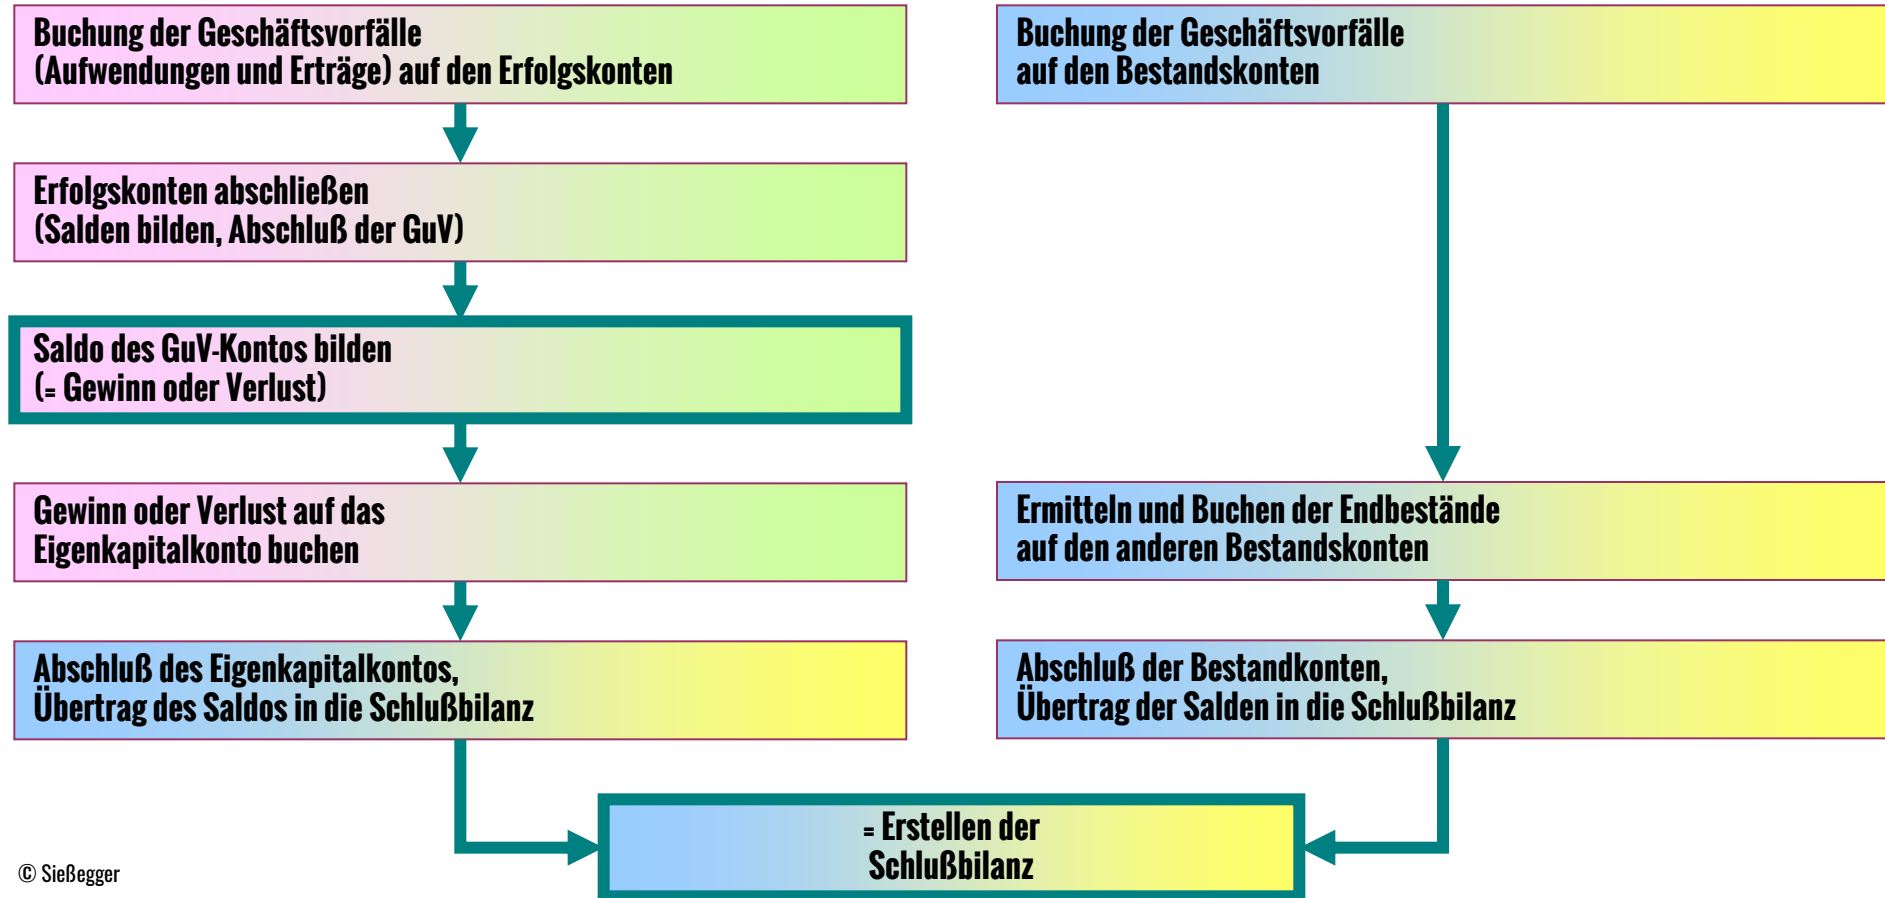 Buchung der Geschäftsvorfälle
(Aufwendungen und Erträge) auf den Erfolgskonten
Erfolgskonten abschließen
(Salden bilden, Abschluß der GuV)
Saldo des GuV-Kontos bilden
(= Gewinn oder Verlust)
Gewinn oder Verlust auf das
Eigenkapitalkonto buchen
Abschluß des Eigenkapitalkontos,
Übertrag des Saldos in die Schlußbilanz
Buchung der Geschäftsvorfälle
auf den Bestandskonten
Ermitteln und Buchen der Endbestände
auf den anderen Bestandskonten
Abschluß der Bestandkonten,
Übertrag der Salden in die Schlußbilanz
= Erstellen der
Schlußbilanz
© Sießegger